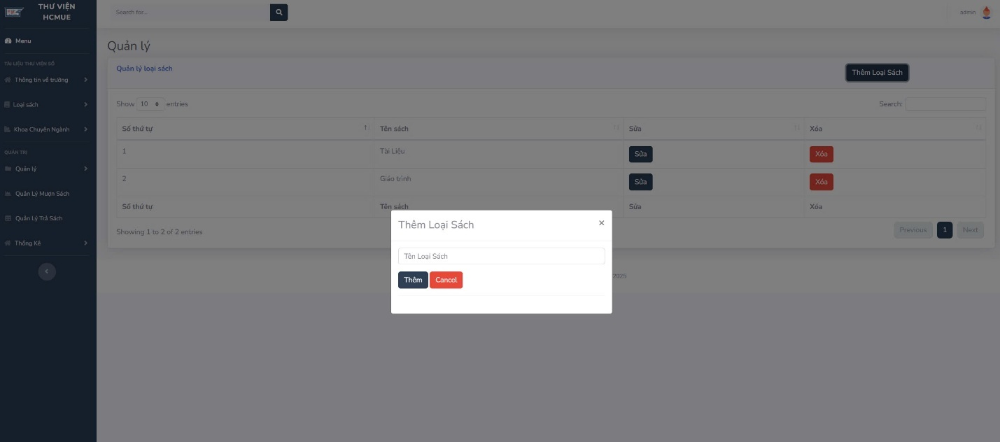 THƯ VIỆN
HCMUE
Search for...
admin
Menu
TÀI LIỆU THƯ VIỆN SỐ
Thông tin về trường
Loại sách
Khoa Chuyên Ngành
QUẢN TRỊ
Quản lý
Quản Lý Mượn Sách
Quản Lý Trả Sách
Thống Kê
Quản lý
Quản lý loại sách
Thêm Loại Sách
Show 10 entries
Search:
Số thứ tự Tên sách Sửa Xóa
1 Tài Liệu Sửa Xóa
2 Giáo trình Sửa Xóa
Số thứ tự Tên sách Sửa Xóa
Showing 1 to 2 of 2 entries
Previous 1 Next
Thêm Loại Sách ×
Tên Loại Sách
Thêm Cancel
2025